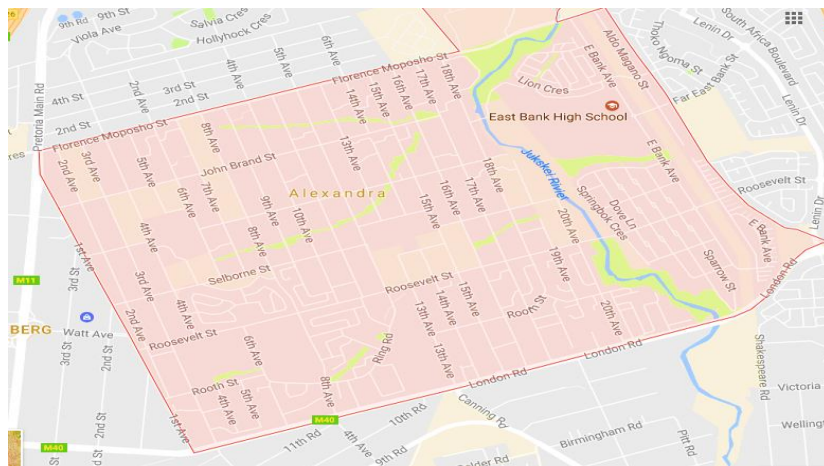 9th Rd
9th St
Viola Ave
Salvia Cres
Hollyhock Cres
5th Ave
6th Ave
4th Ave
3rd St
2nd St
2nd Ave
4th St
2nd St
Pretoria Main Rd
Florence Moposho St
Florence Moposho St
14th Ave
15th Ave
16th Ave
17th Ave
18th Ave
Lion Cres
E Bank Ave
Aldo Magano St
Thoko Ngoma St
Lenin Dr
South Africa Boulevard
Far East Bank St
Lenin Dr
East Bank High School
Jukskei Rivier
E Bank Ave
Roosevelt St
Lenin Dr
2nd Ave
3rd Ave
5th Ave
6th Ave
7th Ave
8th Ave
John Brand St
13th Ave
Alexandra
9th Ave
10th Ave
8th Ave
4th Ave
15th Ave
16th Ave
17th Ave
18th Ave
20th Ave
19th Ave
Springbok Cres
Dove Ln
Sparrow St
E Bank Ave
London Rd
1st Ave
3rd St
M11
3rd Ave
Selborne St
Roosevelt St
13th Ave
14th Ave
15th Ave
Rooth St
20th Ave
2nd Ave
4th Ave
BERG
Watt Ave
3rd St
2nd St
Roosevelt St
6th Ave
Ring Rd
13th Ave
London Rd
London Rd
Shakespeare Rd
Rooth St
4th Ave
5th Ave
8th Ave
1st Ave
M40
M40
2nd St
11th Rd
4th Ave
10th Rd
9th Rd
Canning Rd
Birmingham Rd
Pitt Rd
Victoria
Welling